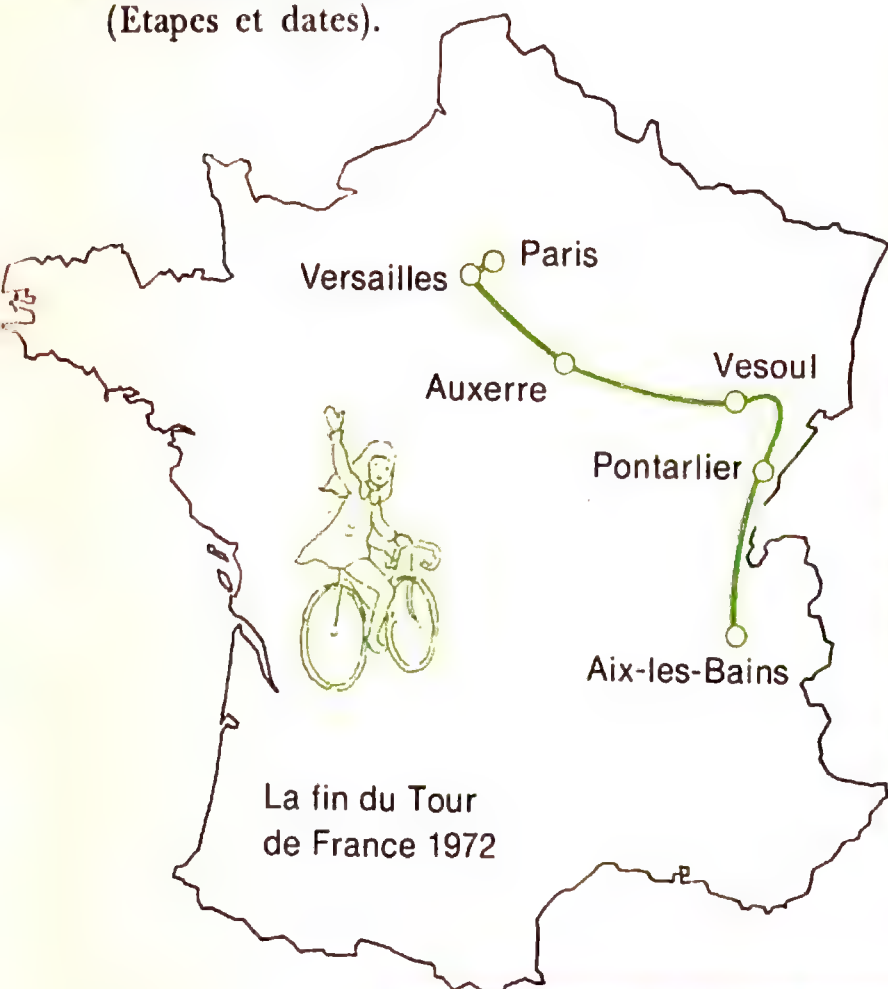 (Etapes et dates).
Paris
Versailles
Vesoul
Auxerre
Pontarlier
Aix-les-Bains
La fin du Tour
de France 1972